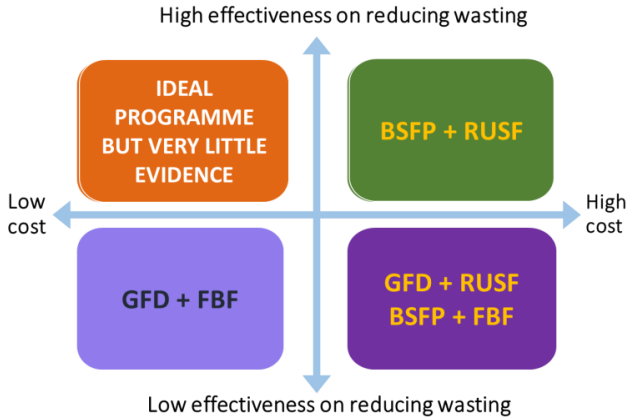 High effectiveness on reducing wasting
IDEAL
PROGRAMME
BUT VERY LITTLE
EVIDENCE
BSFP + RUSF
Low
cost
High
cost
GFD + FBF
GFD + RUSF
BSFP + FBF
Low effectiveness on reducing wasting